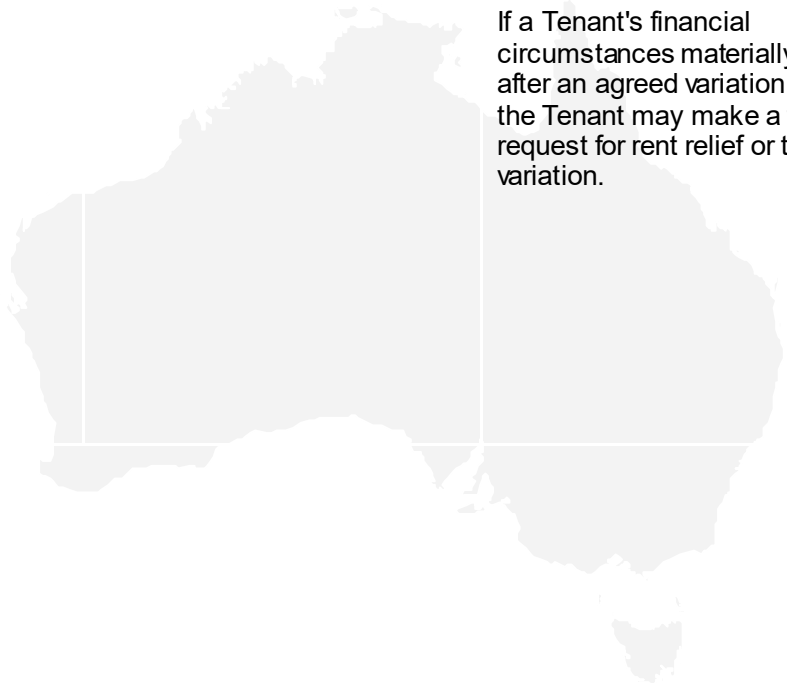 If a Tenant's financial
circumstances materially
after an agreed variation
the Tenant may make a
request for rent relief or
variation.